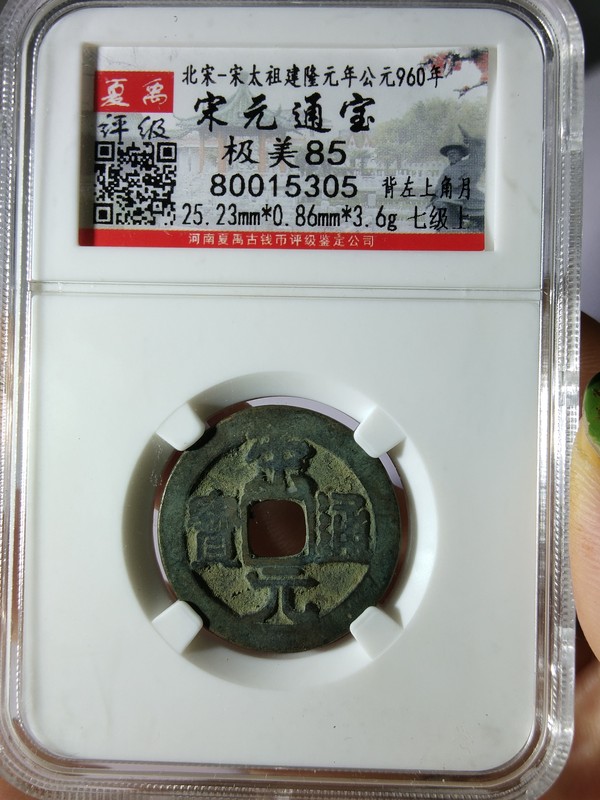 北宋-宋太祖建隆元年公元960年
夏禹
评级
宋元通宝
极美85
80015305 背左上角月
25.23mm*0.86mm*3.6g 七级上
河南夏禹古钱币评级鉴定公司
宋元通寳